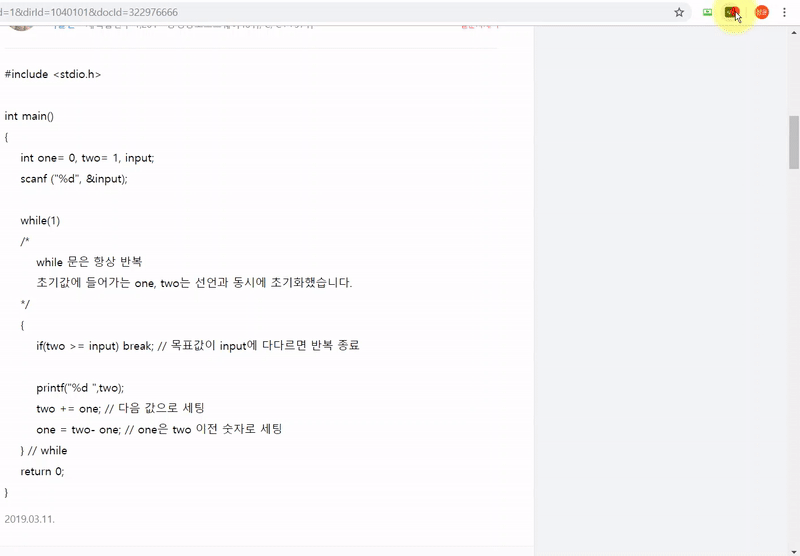 d=1&dirId=1040101&docId=322976666
#include <stdio.h>
int main()
{
int one= 0, two= 1, input;
scanf ("%d", &input);
while(1)
/*
while 문은 항상 반복
초기값에 들어가는 one, two는 선언과 동시에 초기화했습니다.
*/
{
if(two >= input) break; // 목표값이 input에 다다르면 반복 종료
printf("%d ",two);
two += one; // 다음 값으로 세팅
one = two- one; // one은 two 이전 숫자로 세팅
} // while
return 0;
}
2019.03.11.